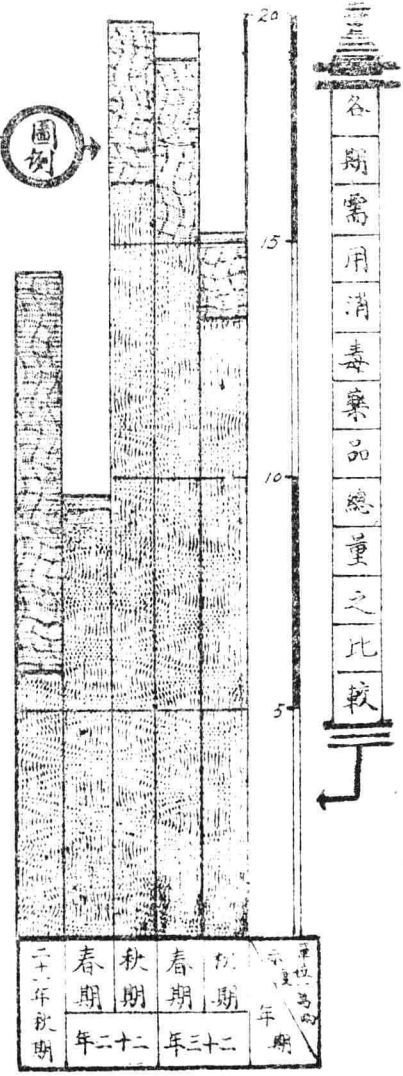 各期需用消毒藥品總量之比較
圖例
20
15
10
5
年
期
秋期
春期
二十三年
秋期
春期
二十二年
二十一年秋期